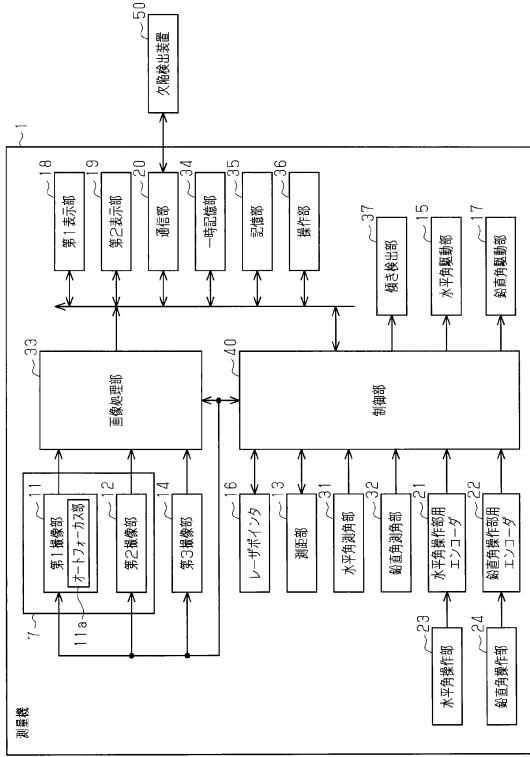 測量機
1
7
11
第1撮像部
オートフォーカス部
11a
12
第2撮像部
14
第3撮像部
33
画像処理部
18
第1表示部
19
第2表示部
20
通信部
34
一時記憶部
35
記憶部
36
操作部
50
欠陥検出装置
16
レーザポインタ
13
測距部
31
水平角測角部
32
鉛直角測角部
23
水平角操作部
21
水平角操作部用
エンコーダ
24
鉛直角操作部
22
鉛直角操作部用
エンコーダ
40
制御部
37
傾き検出部
15
水平角駆動部
17
鉛直角駆動部